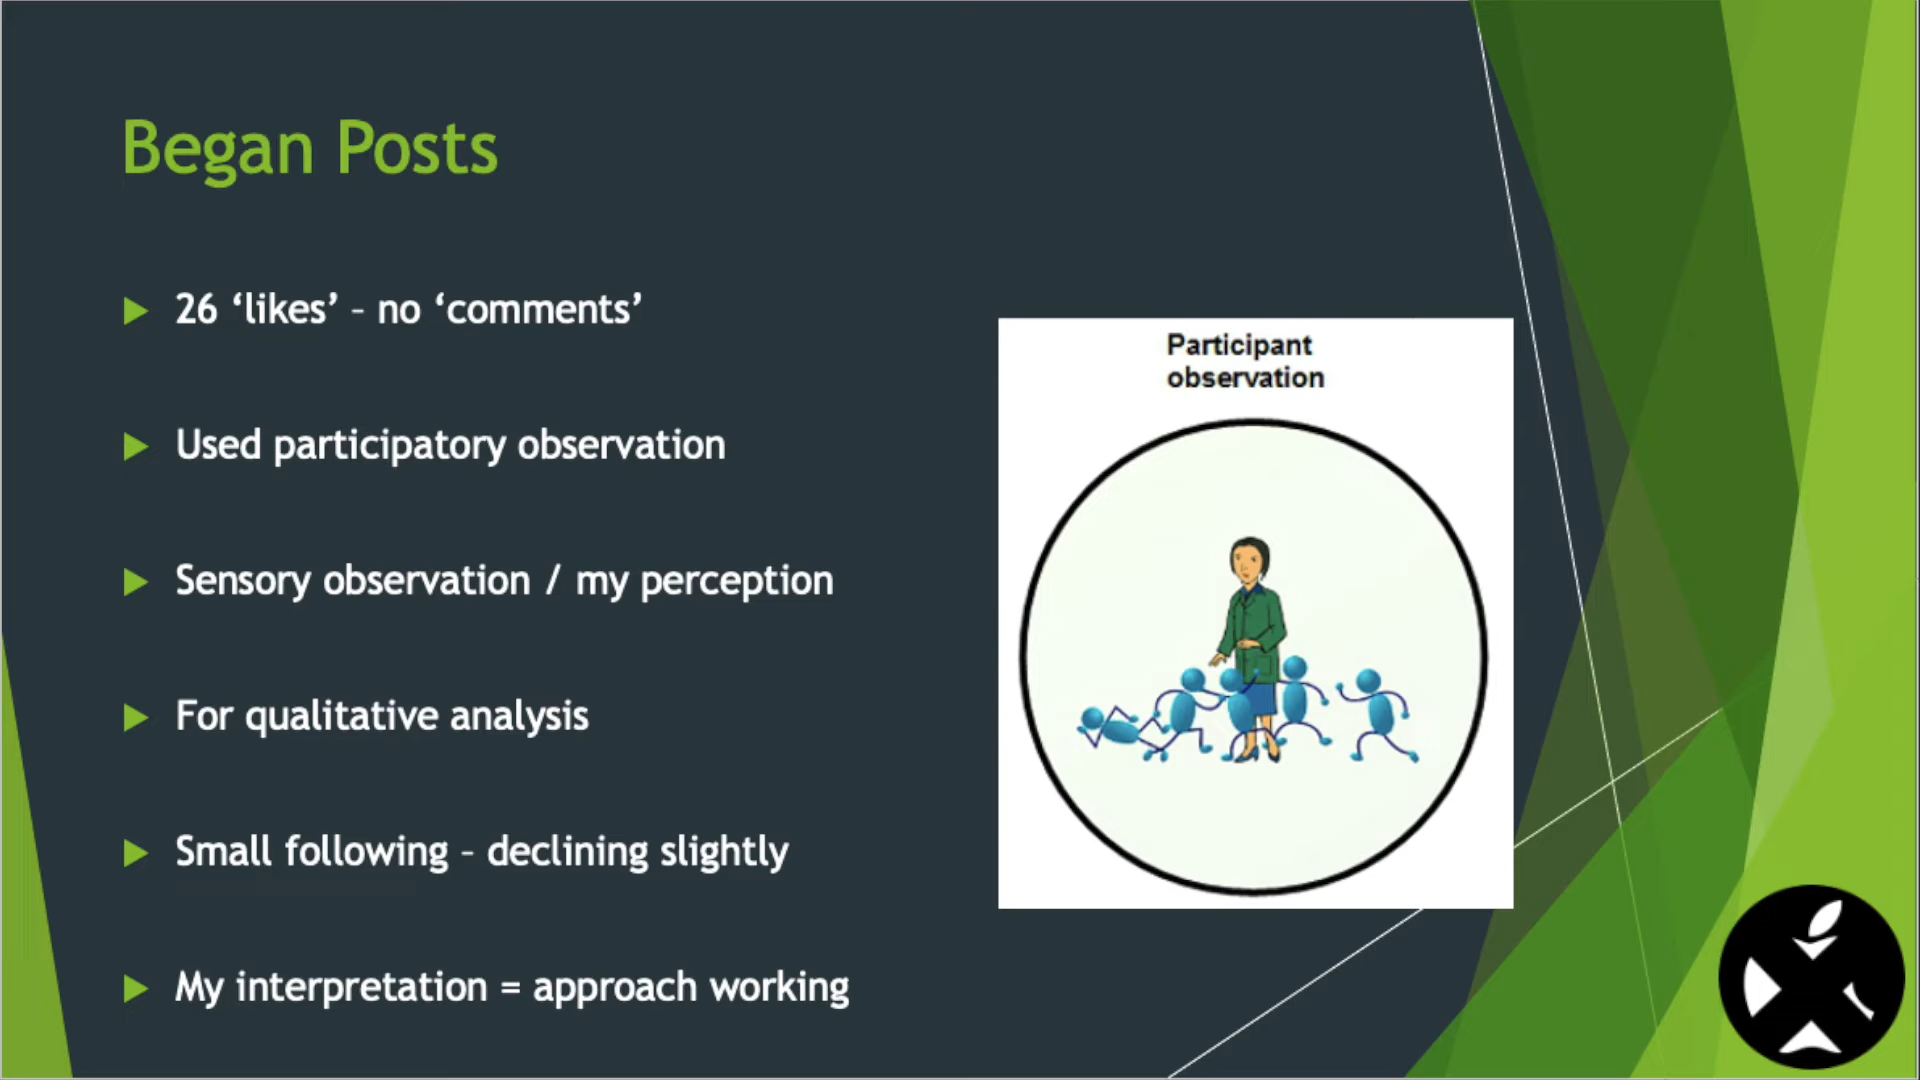 Began Posts
26 ‘likes’ – no ‘comments’
Used participatory observation
Sensory observation / my perception
For qualitative analysis
Small following – declining slightly
My interpretation = approach working
Participant
observation